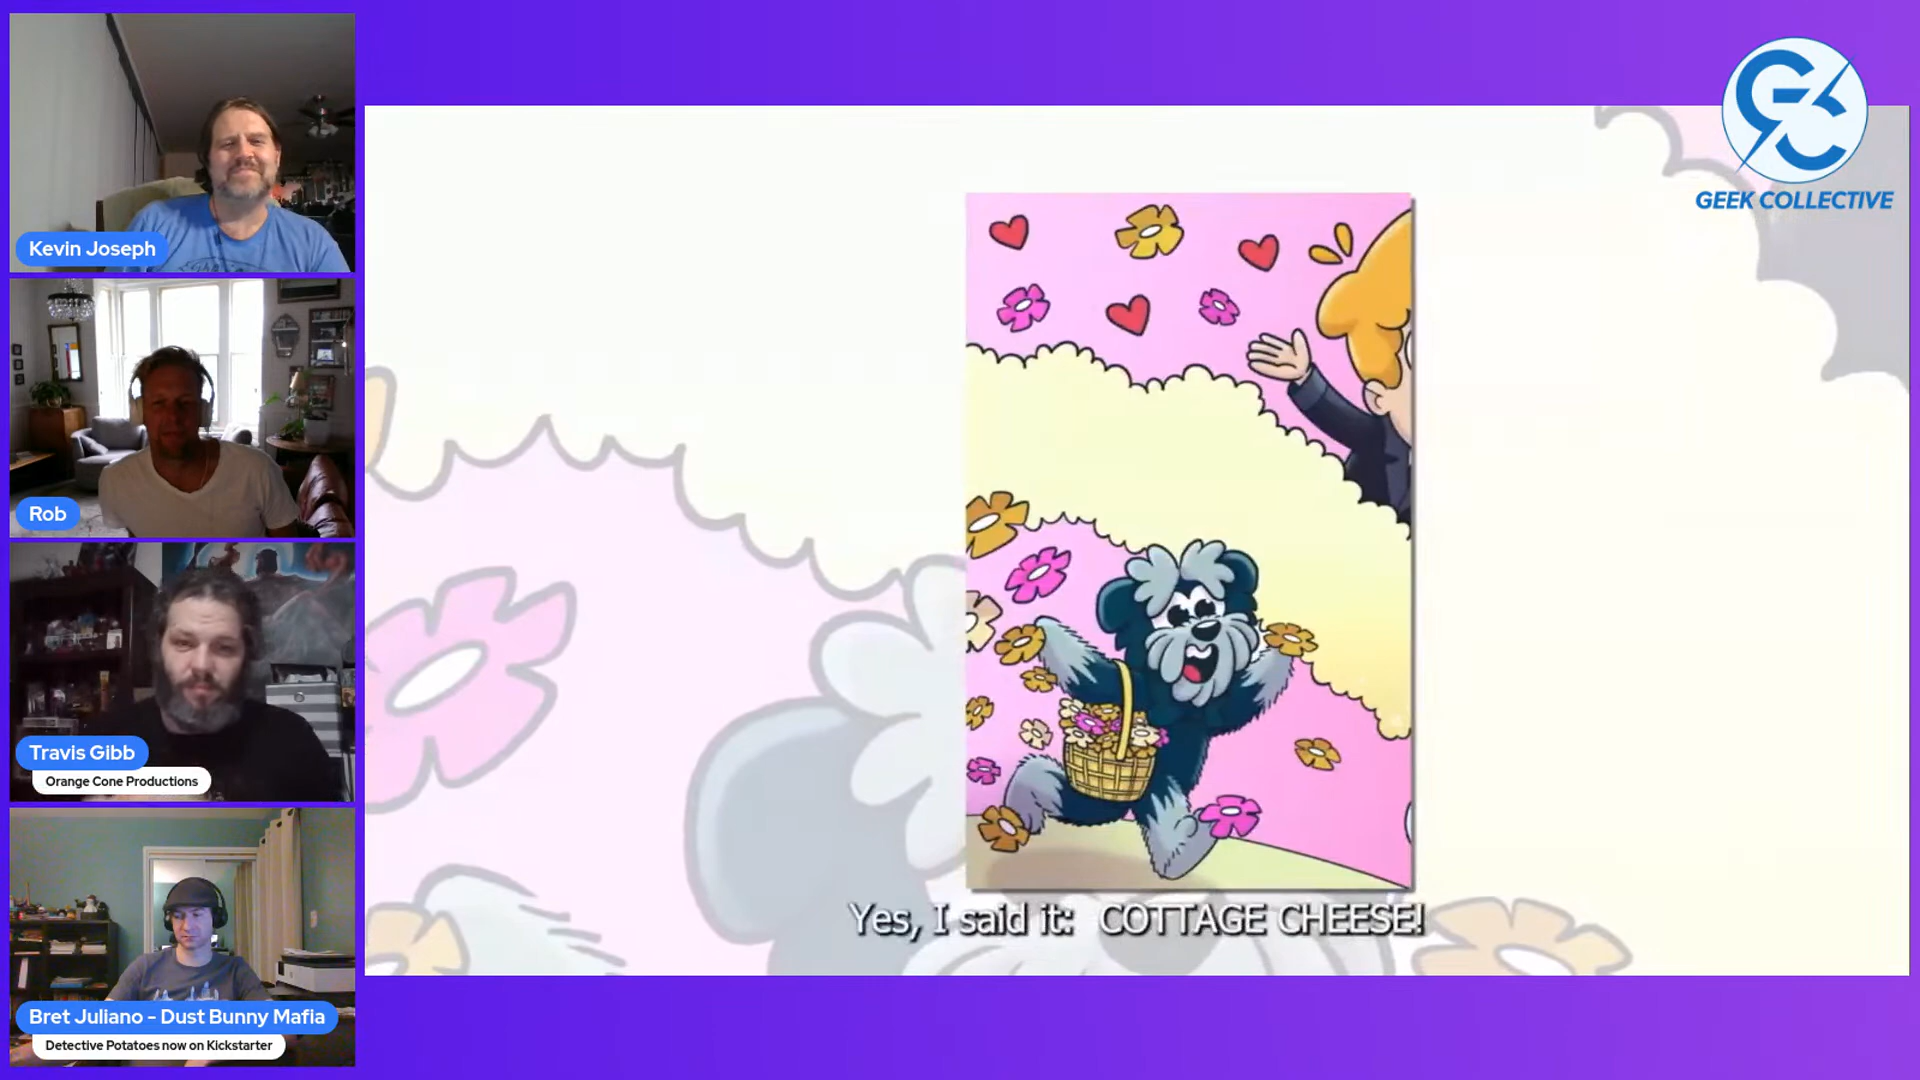 Kevin Joseph
Rob
Travis Gibb
Orange Cone Productions
Bret Juliano - Dust Bunny Mafia
Detective Potatoes now on Kickstarter
GC
GEEK COLLECTIVE
Yes, I said it: COTTAGE CHEESE!